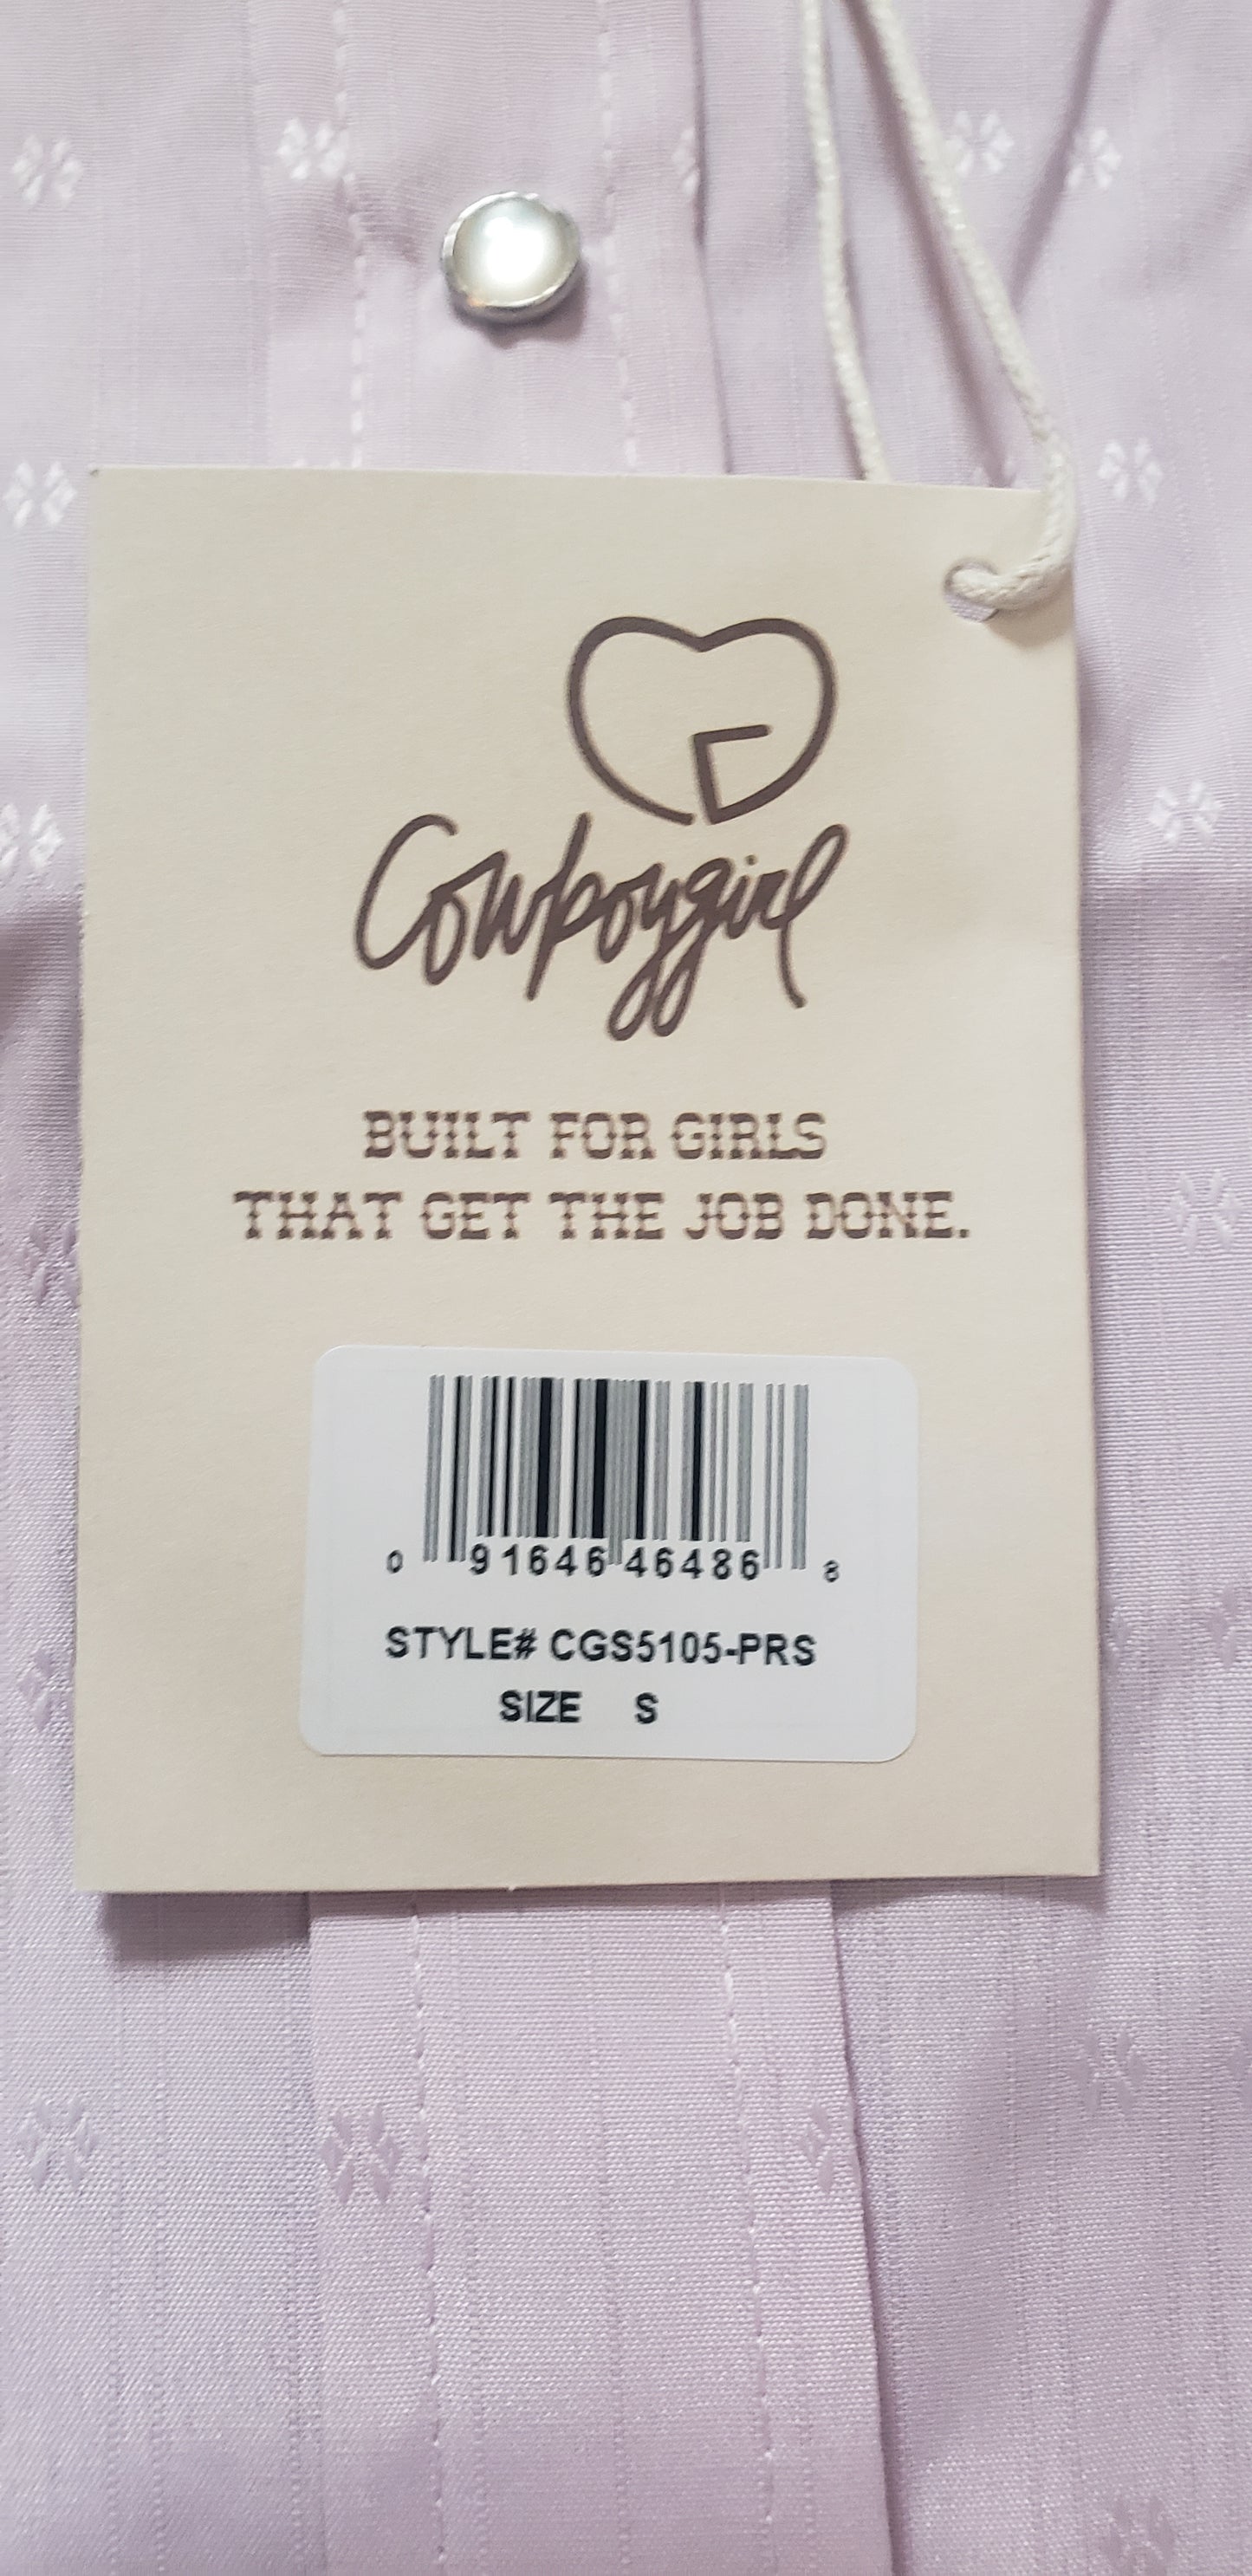 Cowboygirl
BUILT FOR GIRLS
THAT GET THE JOB DONE.
0 91646 46486 8
STYLE# CGS5105-PRS
SIZE S